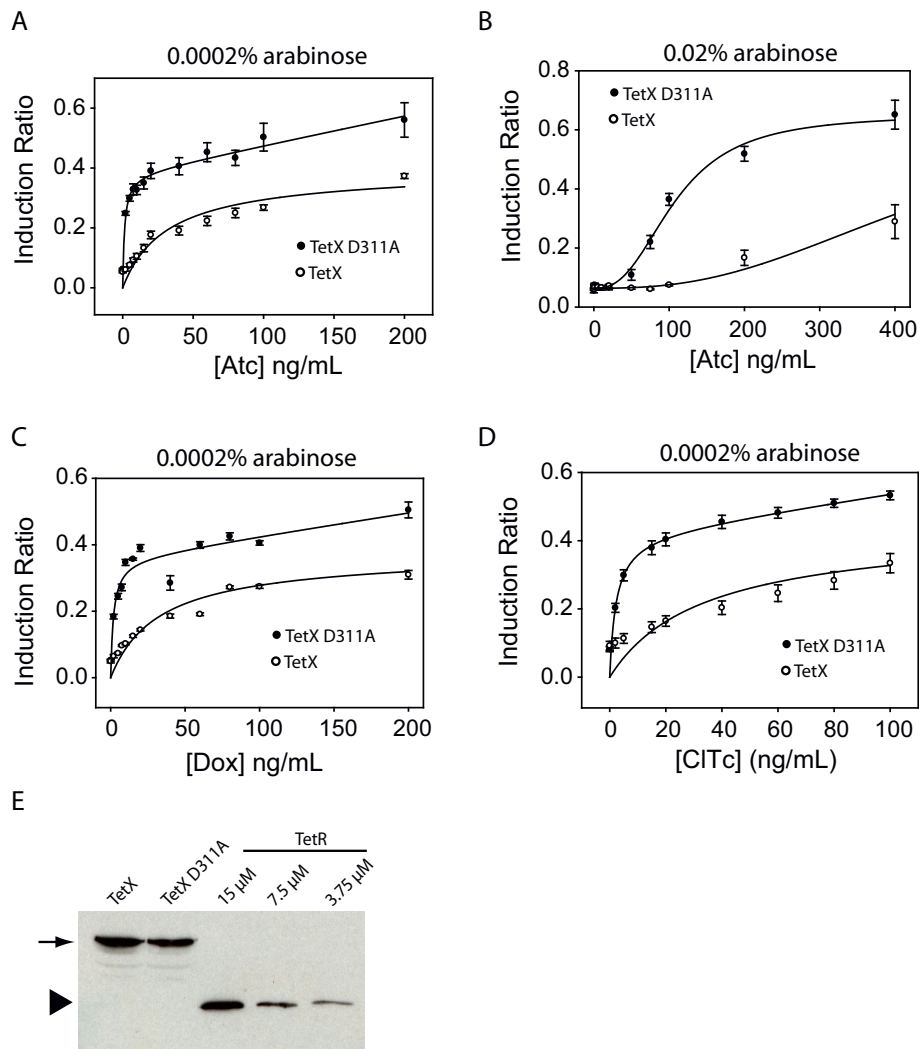 A
0.0002% arabinose
Induction Ratio
0.6
0.4
0.2
0.0
TetX D311A
TetX
0 50 100 150 200
[Atc] ng/mL
B
0.02% arabinose
Induction Ratio
0.8
0.6
0.4
0.2
0.0
TetX D311A
TetX
0 100 200 300 400
[Atc] ng/mL
C
0.0002% arabinose
Induction Ratio
0.6
0.4
0.2
0.0
TetX D311A
TetX
0 50 100 150 200
[Dox] ng/mL
D
0.0002% arabinose
Induction Ratio
0.6
0.4
0.2
0.0
TetX D311A
TetX
0 20 40 60 80 100
[ClTc] (ng/mL)
E
TetR
TetX
TetX D311A
15 µM
7.5 µM
3.75 µM